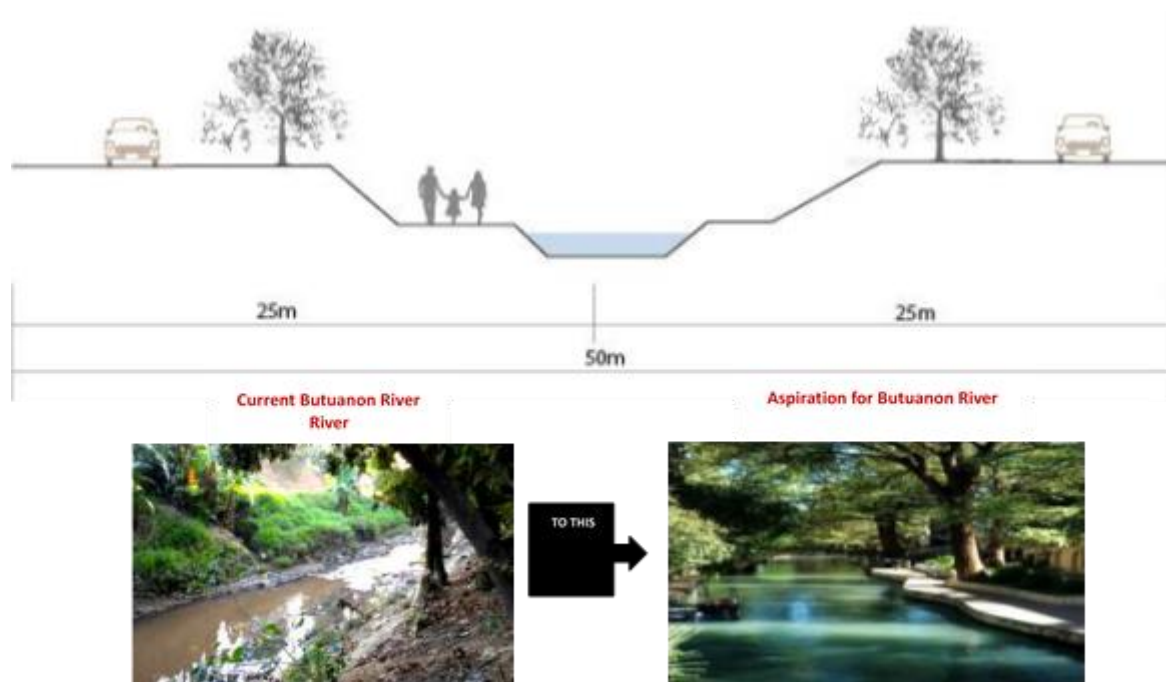 25m
25m
50m
Current Butuanon River
River
Aspiration for Butuanon River
TO THIS